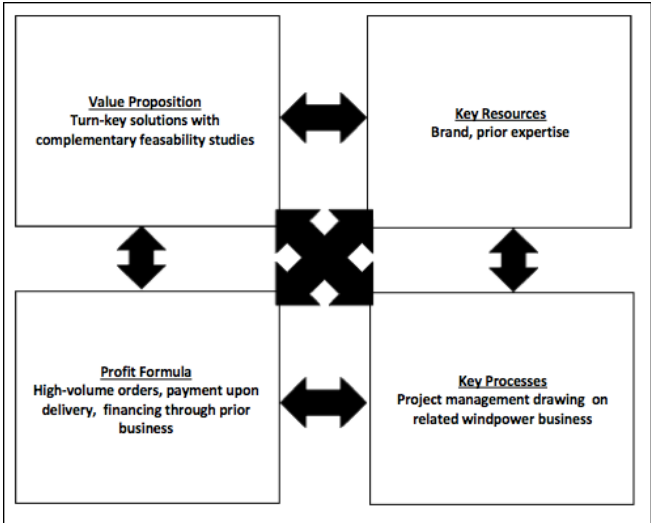 Value Proposition
Turn-key solutions with
complementary feasability studies
Key Resources
Brand, prior expertise
Profit Formula
High-volume orders, payment upon
delivery, financing through prior
business
Key Processes
Project management drawing on
related windpower business